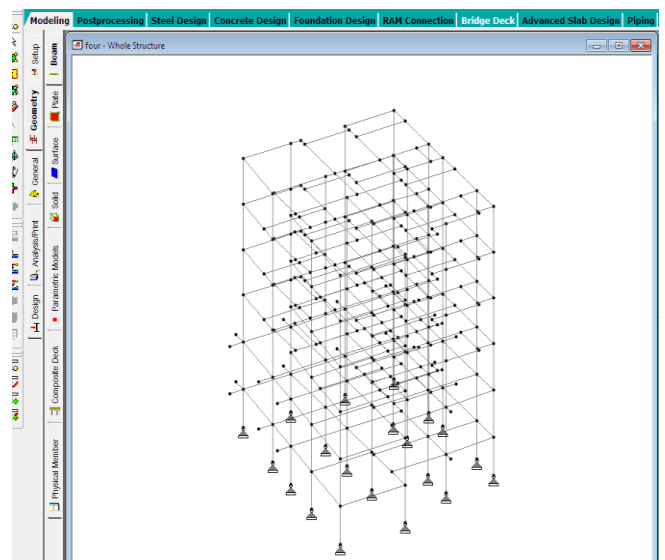 Modeling Postprocessing Steel Design Concrete Design Foundation Design RAM Connection Bridge Deck Advanced Slab Design Piping
four - Whole Structure
Setup
Geometry
General
Analysis/Print
Design
Beam
Plate
Surface
Solid
Parametric Models
Composite Deck
Physical Member